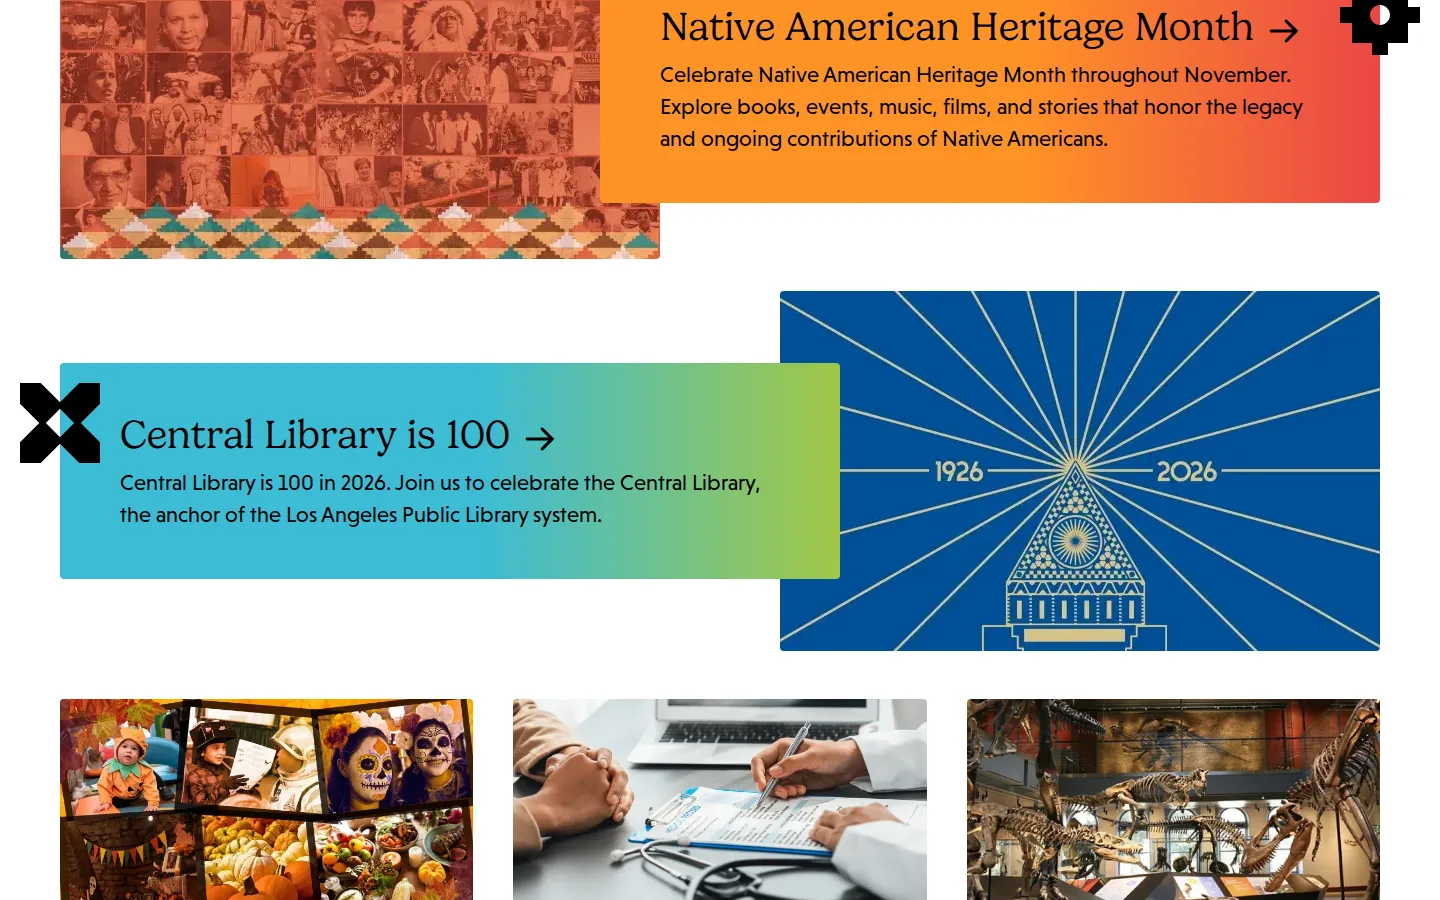 Native American Heritage Month →
Celebrate Native American Heritage Month throughout November.
Explore books, events, music, films, and stories that honor the legacy
and ongoing contributions of Native Americans.
1926
2026
Central Library is 100 →
Central Library is 100 in 2026. Join us to celebrate the Central Library,
the anchor of the Los Angeles Public Library system.